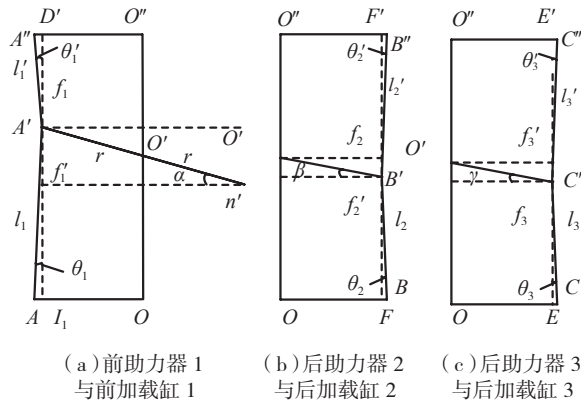 A″ D′ O″
θ₁′
l₁′
f₁
A′ O′ O′
r r
f₁′ α
n′
l₁
θ₁
A I₁ O
(a)前助力器 1
与前加载缸 1
O″ F′
B″
θ₂′
l₂′
f₂ O′
β B′
f₂′
l₂
θ₂ B
O F
(b)后助力器 2
与后加载缸 2
O″ E′
C″
θ₃′
l₃′
f₃′
γ C′
f₃ l₃
θ₃ C
O E
(c)后助力器 3
与后加载缸 3